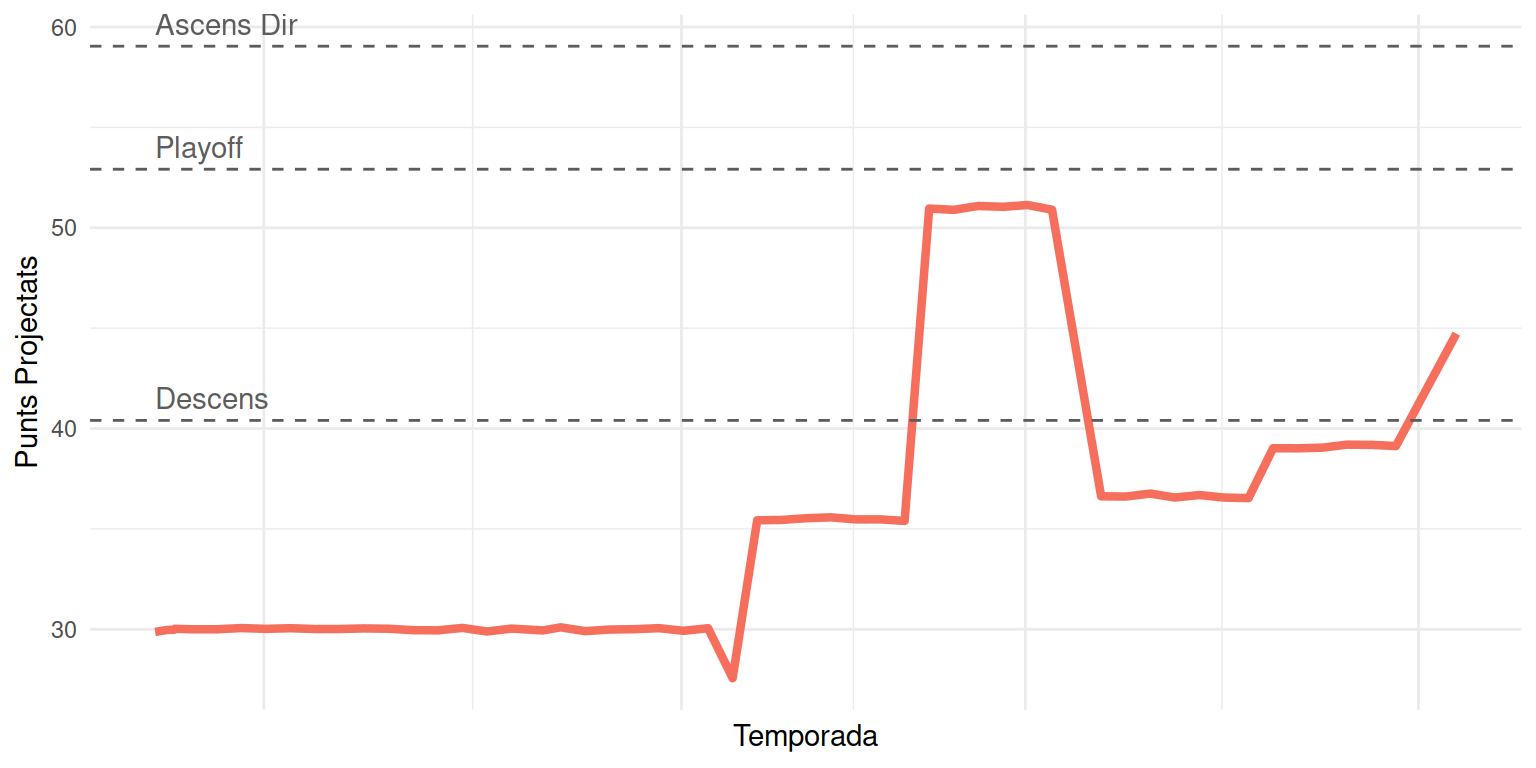 60
Ascens Dir
Playoff
50
Descens
40
30
Punts Projectats
Temporada